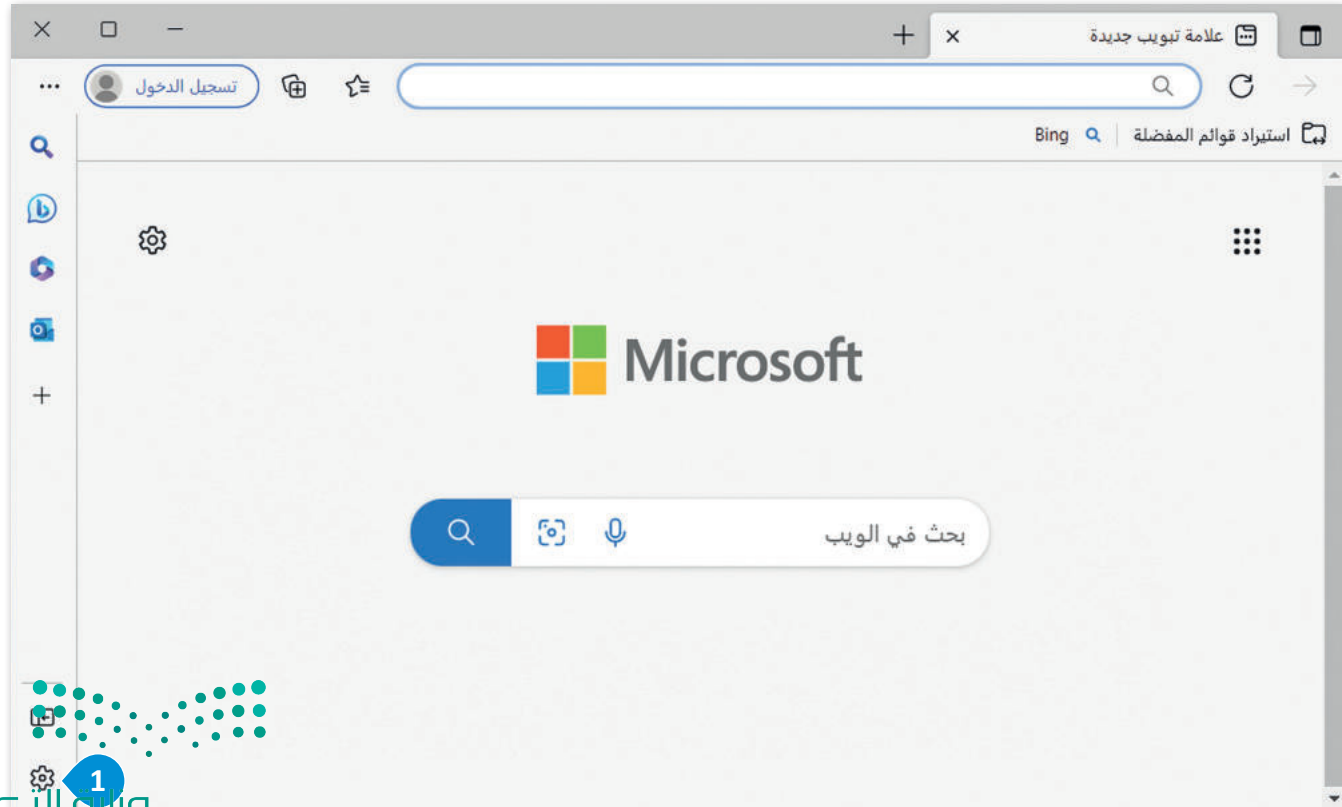 علامة تبويب جديدة
تسجيل الدخول
استيراد قوائم المفضلة
Bing
Microsoft
بحث في الويب
1